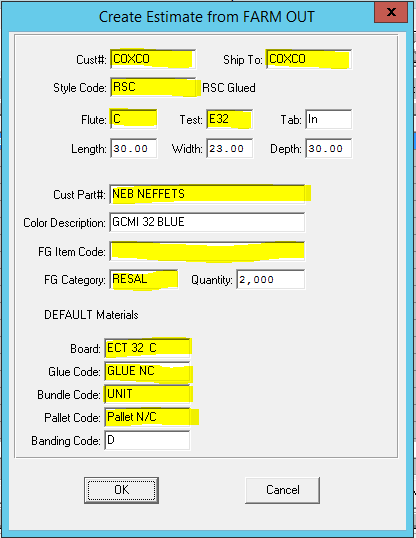 Create Estimate from FARM OUT
X
Cust#: COXCO Ship To: COXCO
Style Code: RSC RSC Glued
Flute: C Test: E32 Tab: In
Length: 30.00 Width: 23.00 Depth: 30.00
Cust Part#: NEB NEFFETS
Color Description: GCMI 32 BLUE
FG Item Code:
FG Category: RESAL Quantity: 2,000
DEFAULT Materials
Board: ECT 32 C
Glue Code: GLUE NC
Bundle Code: UNIT
Pallet Code: Pallet N/C
Banding Code: D
OK Cancel